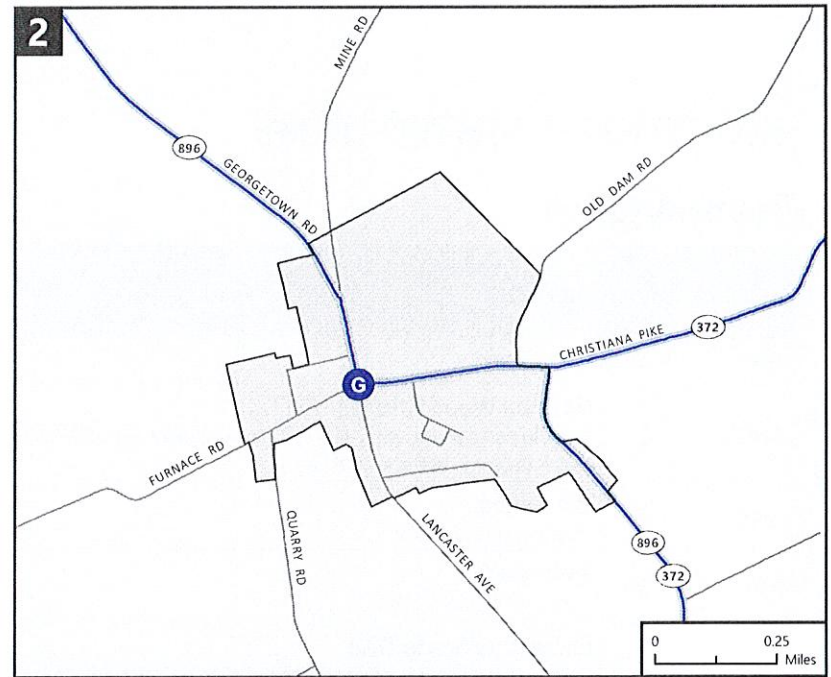 2
MINE RD
896
GEORGETOWN RD
OLD DAM RD
CHRISTIANA PIKE
372
G
FURNACE RD
QUARRY RD
LANCASTER AVE
896
372
0 0.25
Miles